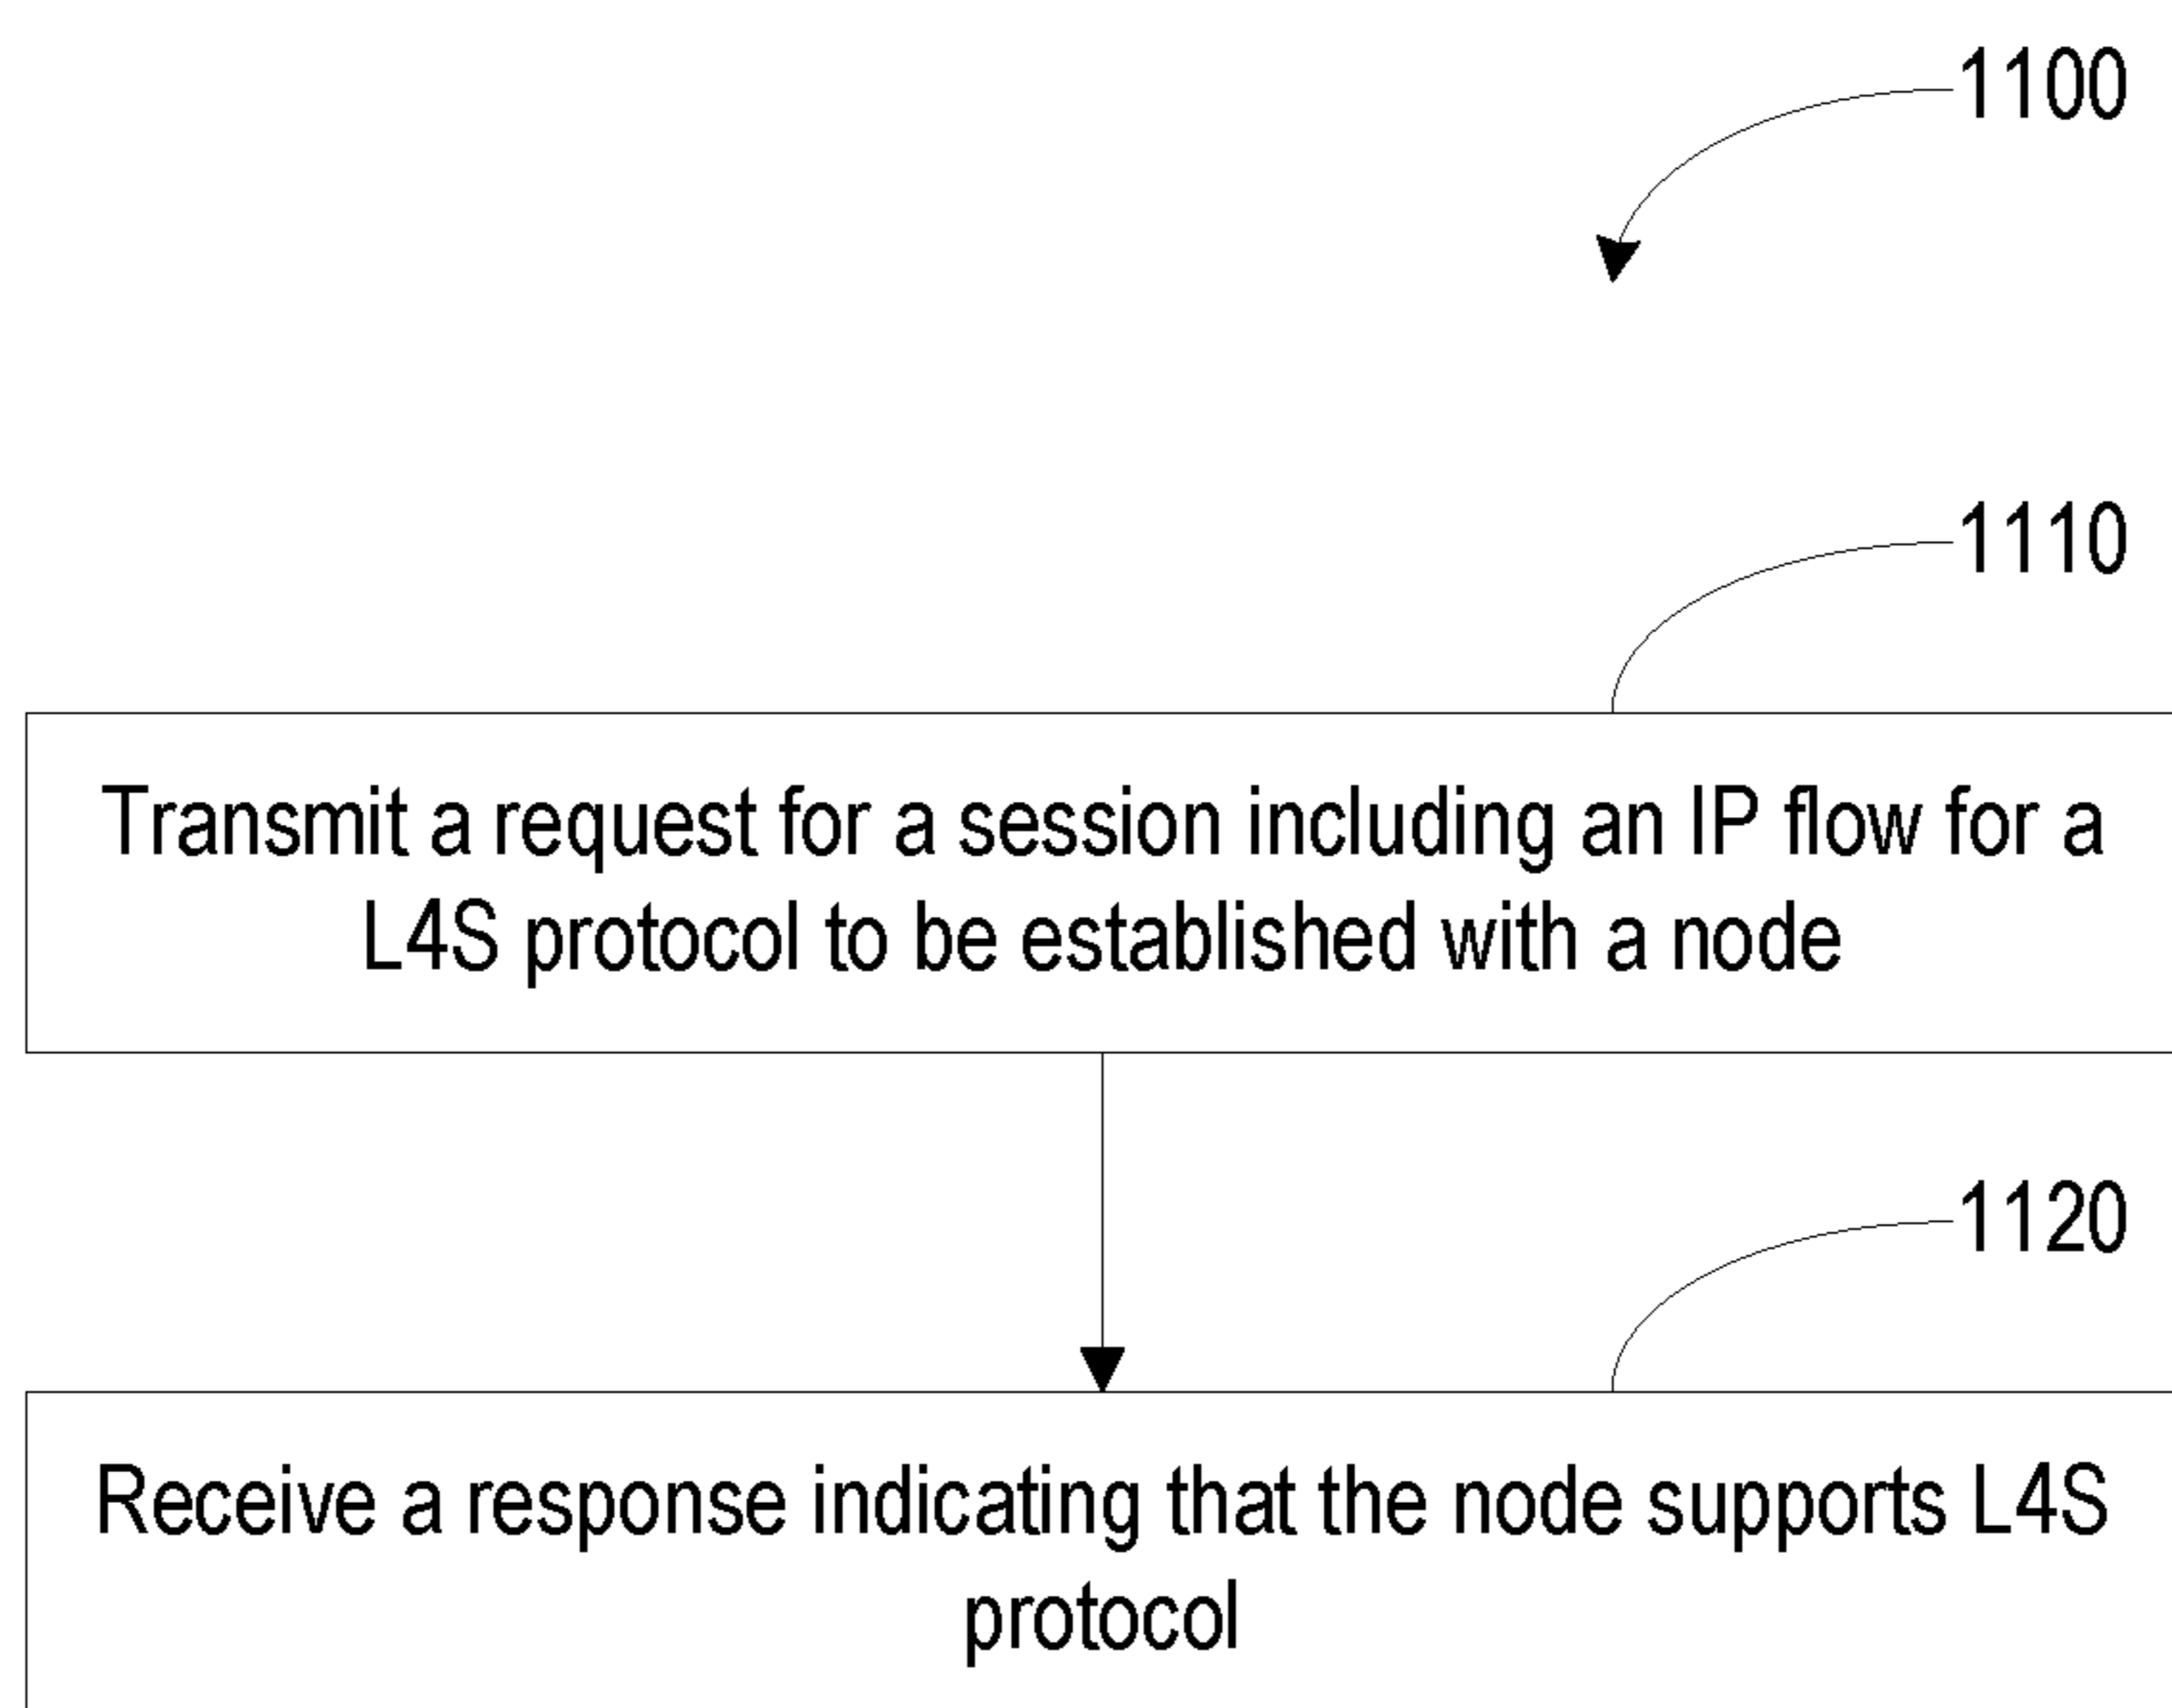 1100
1110
Transmit a request for a session including an IP flow for a
L4S protocol to be established with a node
1120
Receive a response indicating that the node supports L4S
protocol